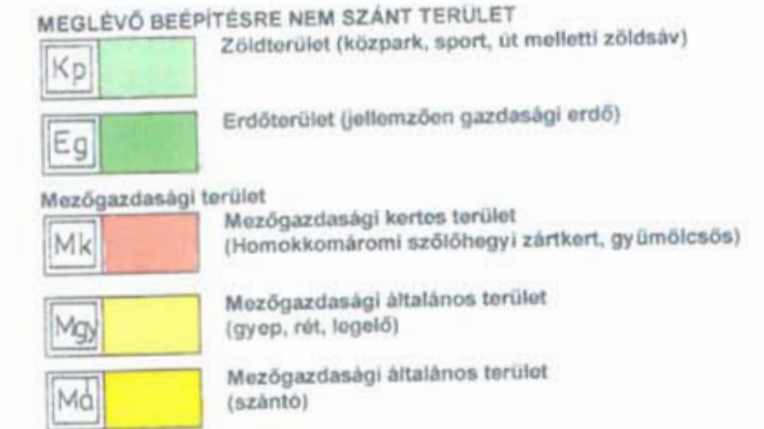 MEGLÉVŐ BEÉPÍTÉSRE NEM SZÁNT TERÜLET
Kp Zöldterület (közpark, sport, út melletti zöldsáv)
Eg Erdőterület (jellemzően gazdasági erdő)
Mezőgazdasági terület
Mk Mezőgazdasági kertes terület
(Homokkomáromi szőlőhegyi zártkert, gyümölcsös)
Mgy Mezőgazdasági általános terület
(gyep, rét, legelő)
Má Mezőgazdasági általános terület
(szántó)